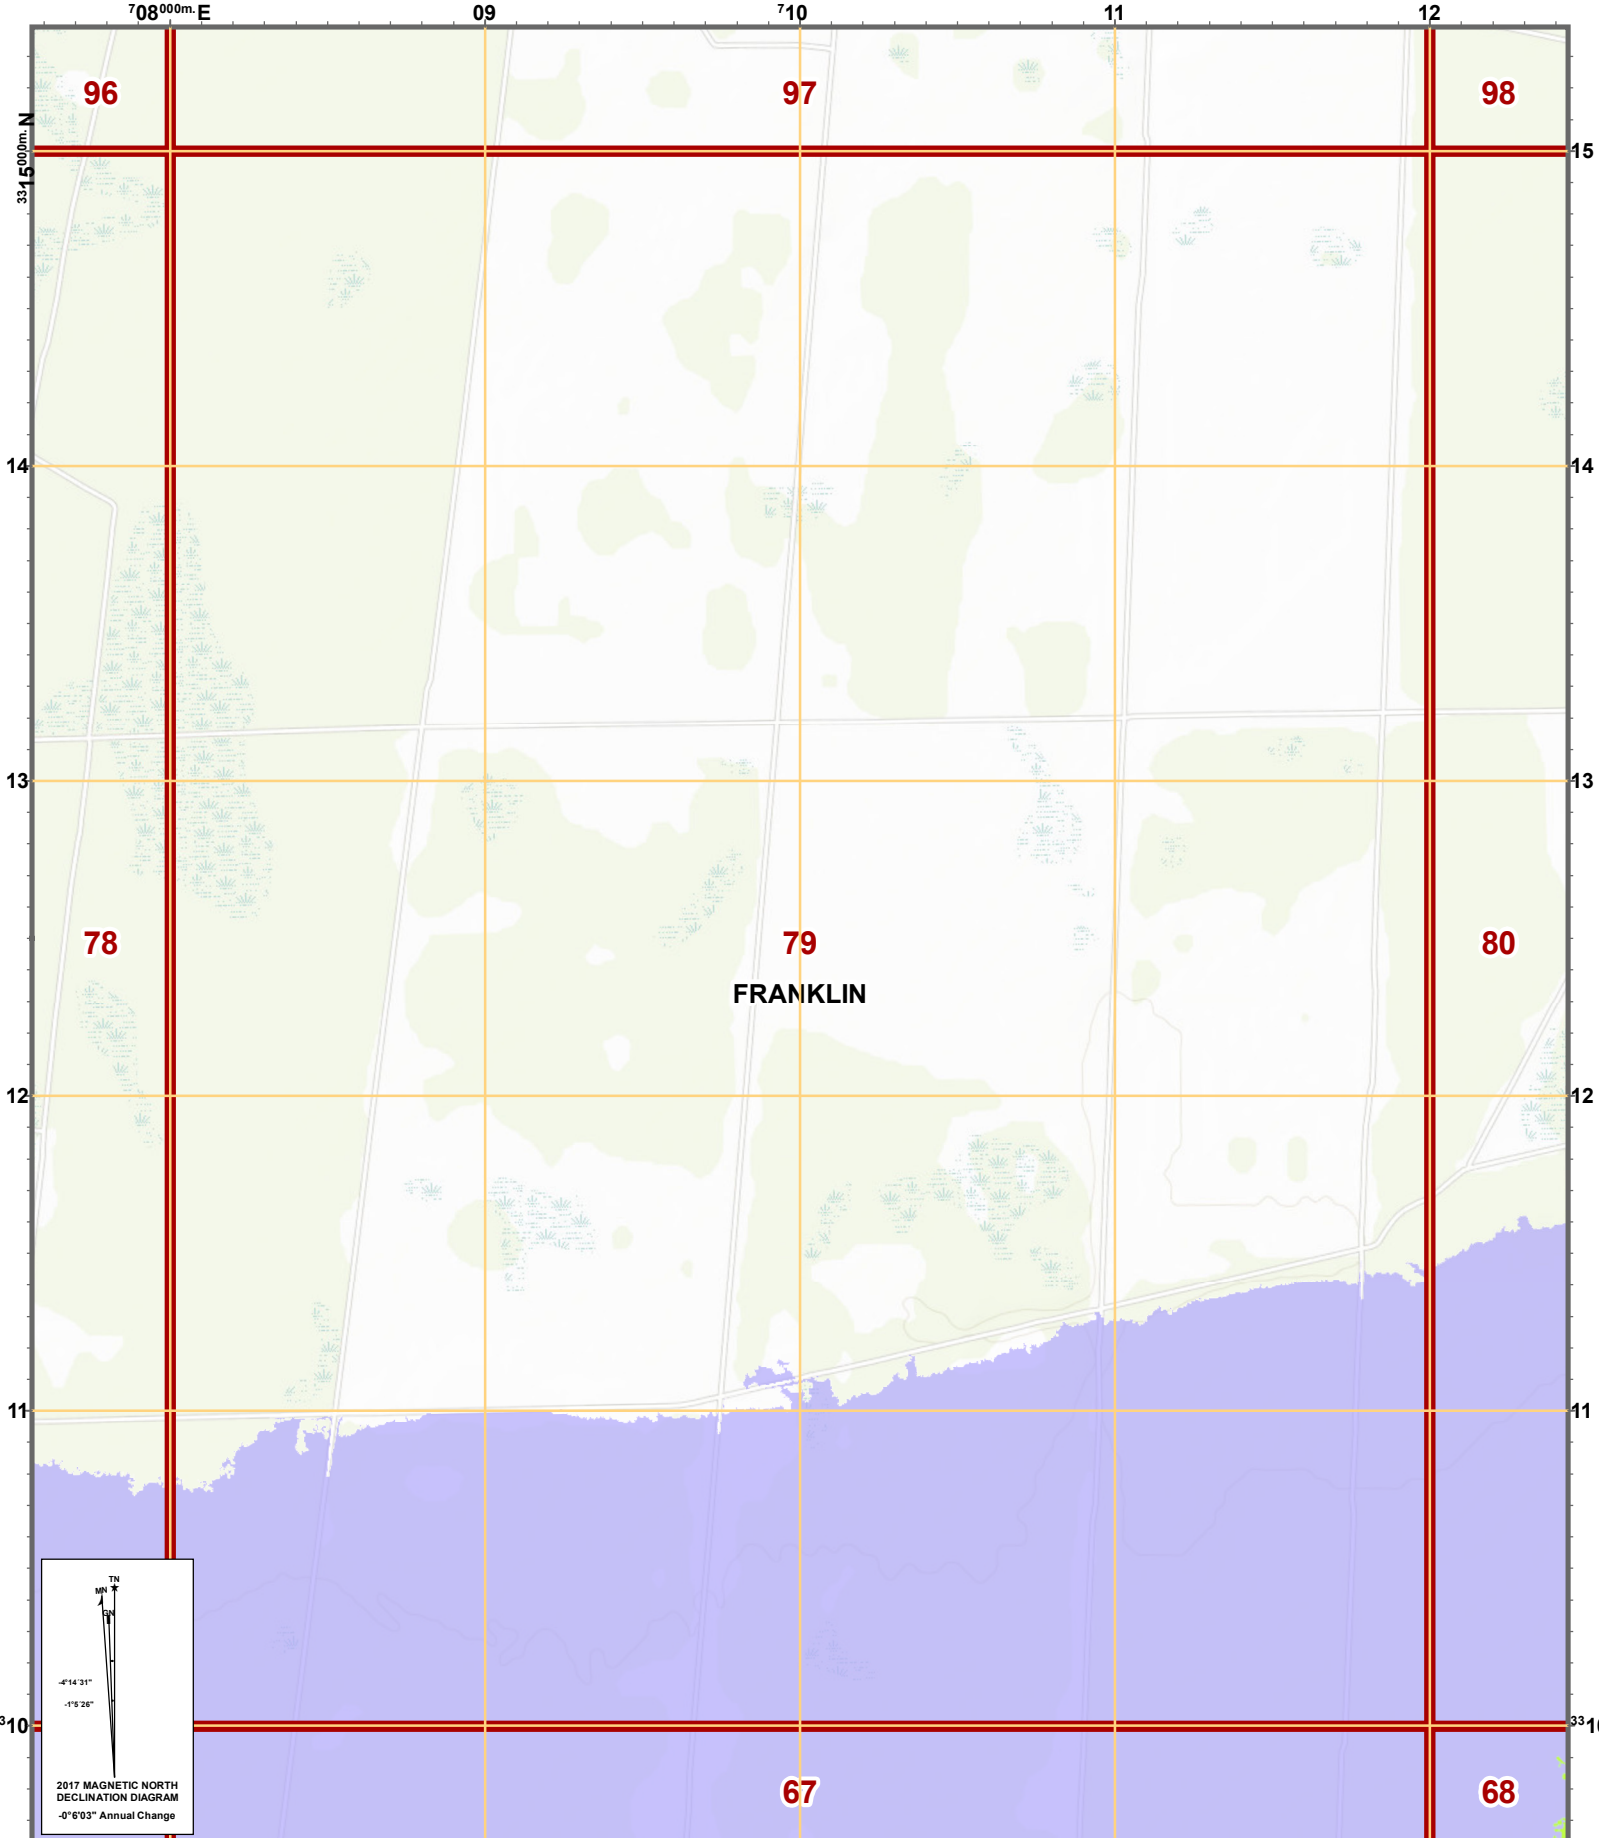 708000m. E 09 710 11 12
96 97 98
3315000m. N 15
14 14
13 13
78 79 80
FRANKLIN
12 12
11 11
TN
MN
GN
-4°14'31"
-1°5'26"
310 3310
2017 MAGNETIC NORTH
DECLINATION DIAGRAM
-0°6'03" Annual Change
67 68